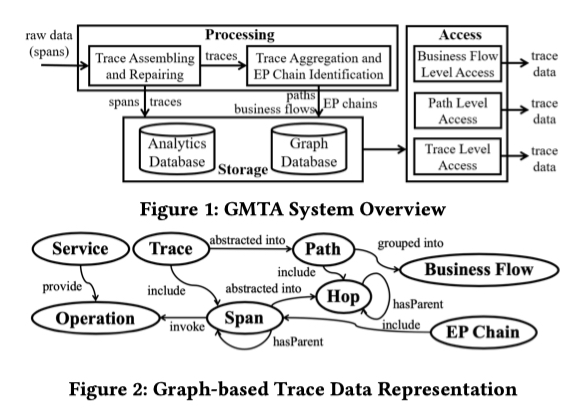 raw data
(spans)
Processing
Trace Assembling
and Repairing
traces
Trace Aggregation and
EP Chain Identification
spans
traces
paths
business flows
EP chains
Analytics
Database
Graph
Database
Storage
Access
Business Flow
Level Access
trace
data
Path Level
Access
trace
data
Trace Level
Access
trace
data
Figure 1: GMTA System Overview
Service
Trace
abstracted into
Path
grouped into
Business Flow
provide
include
abstracted into
include
Hop
hasParent
Operation
invoke
Span
hasParent
include
EP Chain
Figure 2: Graph-based Trace Data Representation